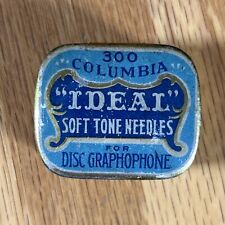 300
COLUMBIA
"IDEAL"
SOFT TONE NEEDLES
FOR
DISC GRAPHOPHONE